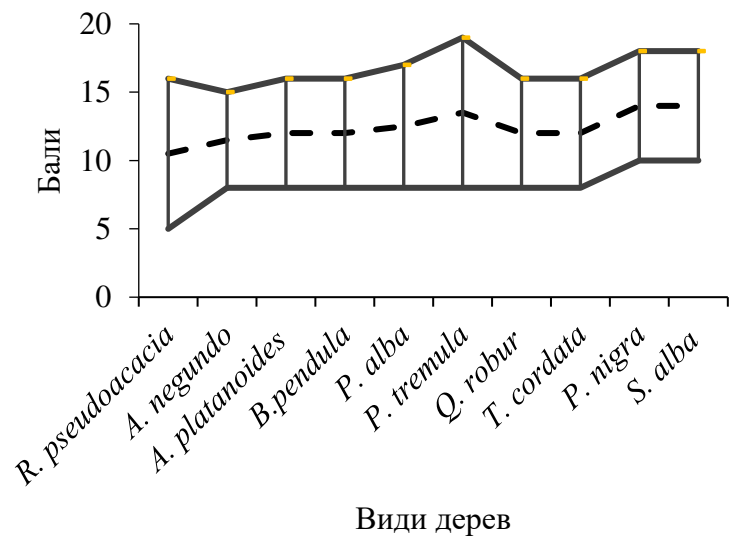 20
15
10
5
0
Бали
R. pseudoacacia
A. negundo
A. platanoides
B.pendula
P. alba
P. tremula
Q. robur
T. cordata
P. nigra
S. alba
Види дерев